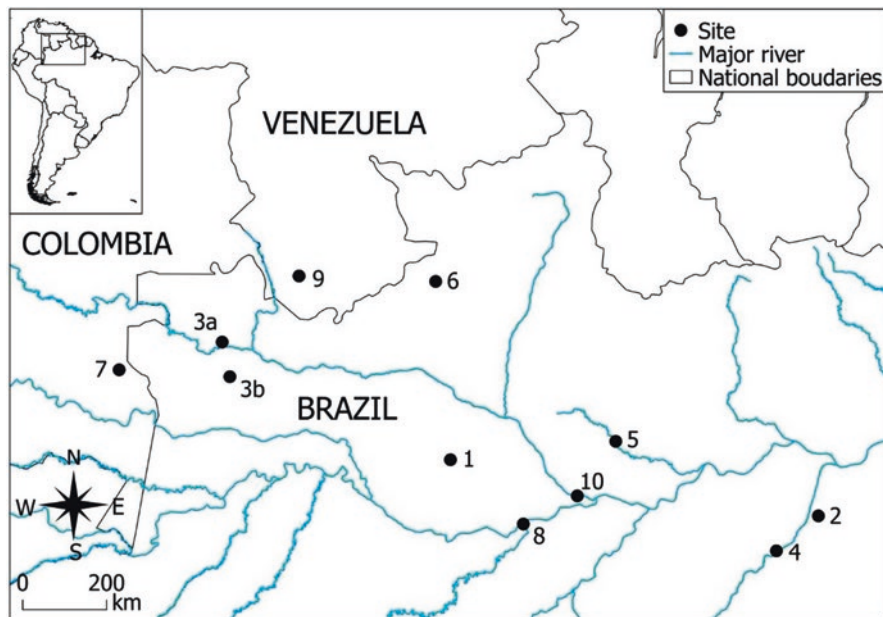 Site
Major river
National boudaries
VENEZUELA
COLOMBIA
9
6
3a
7
3b
BRAZIL
5
1
N
10
W E
2
8
S
4
0 200
km